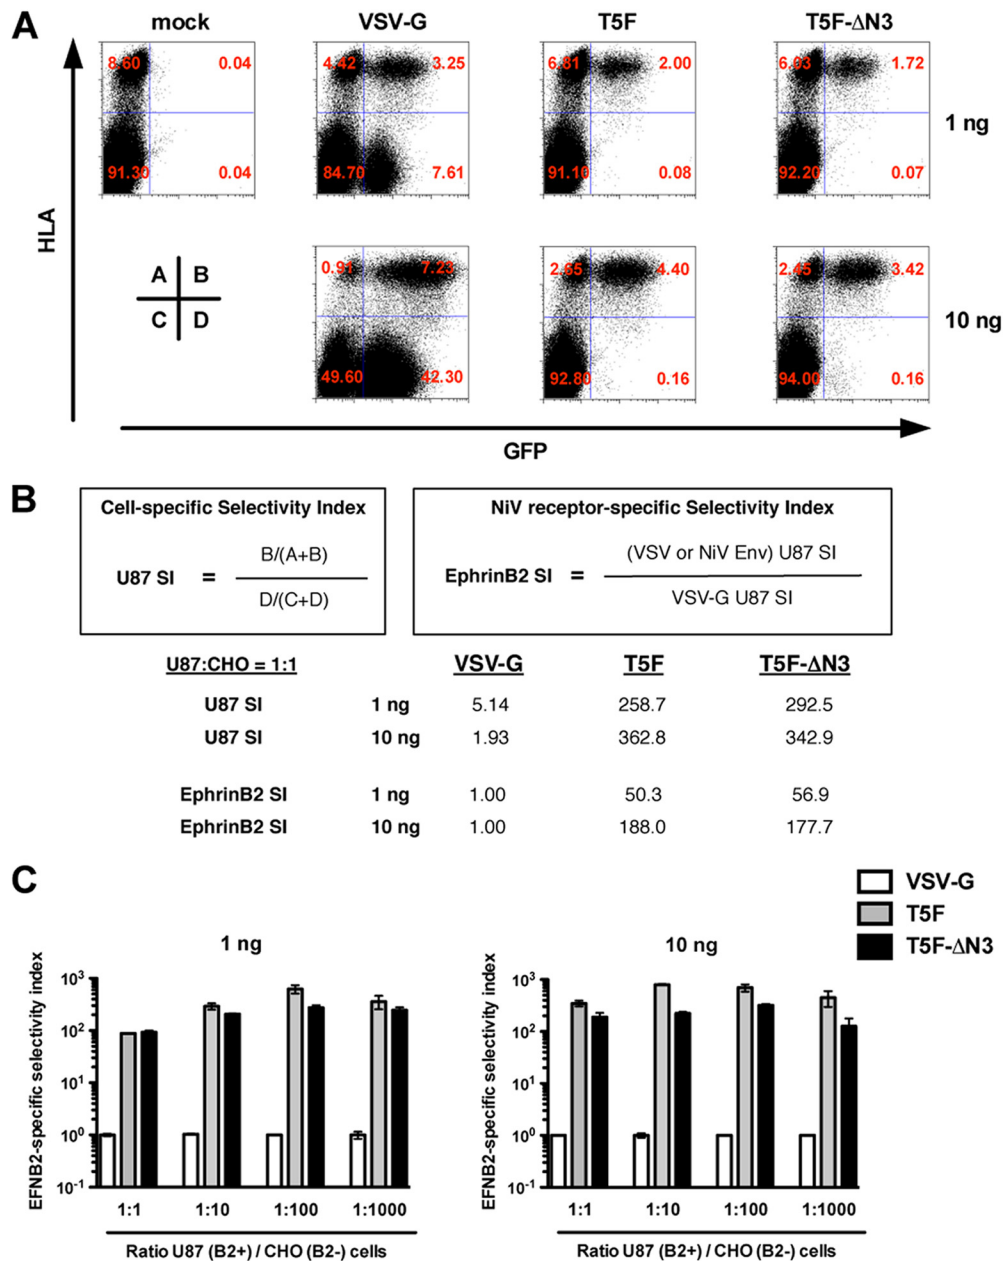 A
mock VSV-G T5F T5F-ΔN3
8.60 0.04 4.42 3.25 6.81 2.00 6.03 1.72
1 ng
91.30 0.04 84.70 7.61 91.10 0.08 92.20 0.07
HLA
A B
C D
0.91 7.23 2.65 4.40 2.45 3.42
10 ng
49.60 42.30 92.80 0.16 94.00 0.16
GFP
B
Cell-specific Selectivity Index
U87 SI = B/(A+B)
D/(C+D)
NiV receptor-specific Selectivity Index
EphrinB2 SI = (VSV or NiV Env) U87 SI
VSV-G U87 SI
U87:CHO = 1:1 VSV-G T5F T5F-ΔN3
U87 SI 1 ng 5.14 258.7 292.5
U87 SI 10 ng 1.93 362.8 342.9
EphrinB2 SI 1 ng 1.00 50.3 56.9
EphrinB2 SI 10 ng 1.00 188.0 177.7
C
VSV-G
T5F
T5F-ΔN3
1 ng
EFNB2-specific selectivity index
10³
10²
10¹
10⁰
10⁻¹
1:1 1:10 1:100 1:1000
Ratio U87 (B2+) / CHO (B2-) cells
10 ng
EFNB2-specific selectivity index
10³
10²
10¹
10⁰
10⁻¹
1:1 1:10 1:100 1:1000
Ratio U87 (B2+) / CHO (B2-) cells